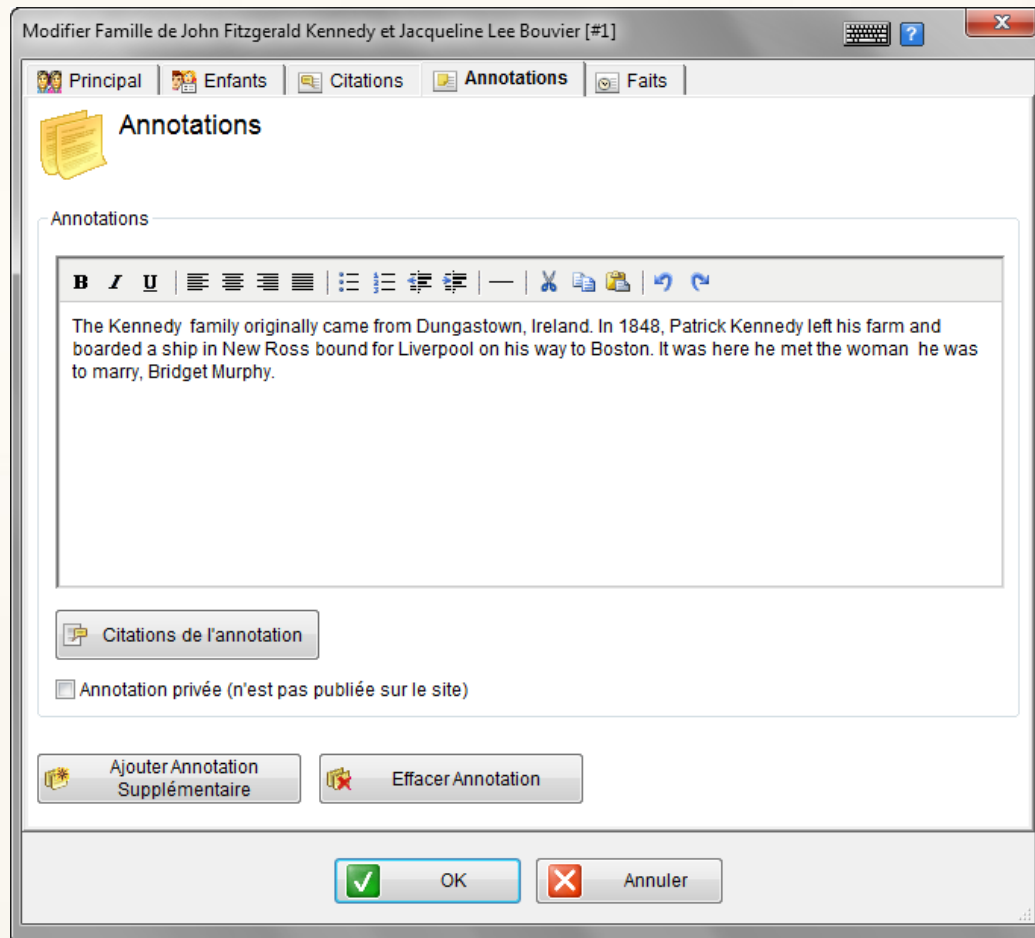 Modifier Famille de John Fitzgerald Kennedy et Jacqueline Lee Bouvier [#1]
Principal Enfants Citations Annotations Faits
Annotations
Annotations
B I U
The Kennedy family originally came from Dungastown, Ireland. In 1848, Patrick Kennedy left his farm and
boarded a ship in New Ross bound for Liverpool on his way to Boston. It was here he met the woman he was
to marry, Bridget Murphy.
Citations de l'annotation
Annotation privée (n'est pas publiée sur le site)
Ajouter Annotation
Supplémentaire
Effacer Annotation
OK Annuler